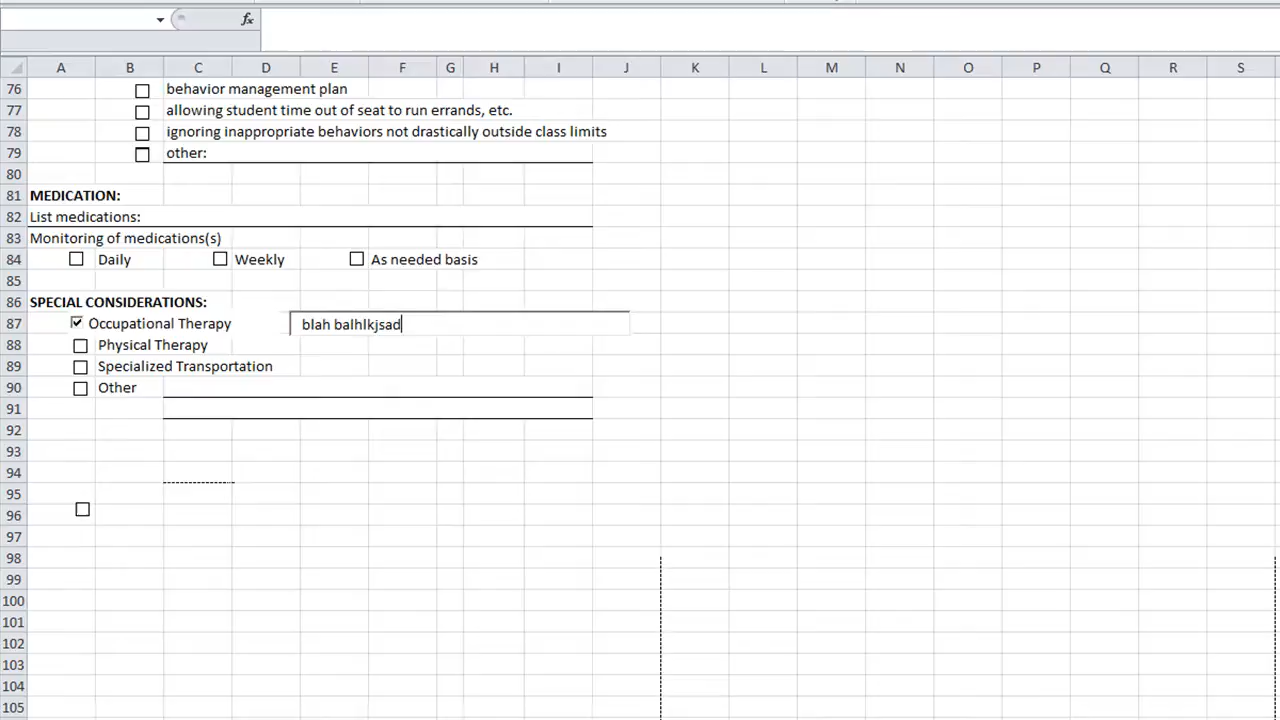 fx
A B C D E F G H I J K L M N O P Q R S
76 behavior management plan
77 allowing student time out of seat to run errands, etc.
78 ignoring inappropriate behaviors not drastically outside class limits
79 other:
80
81 MEDICATION:
82 List medications:
83 Monitoring of medications(s)
84 Daily Weekly As needed basis
85
86 SPECIAL CONSIDERATIONS:
87 Occupational Therapy blah balhlkjsad
88 Physical Therapy
89 Specialized Transportation
90 Other
91
92
93
94
95
96
97
98
99
100
101
102
103
104
105